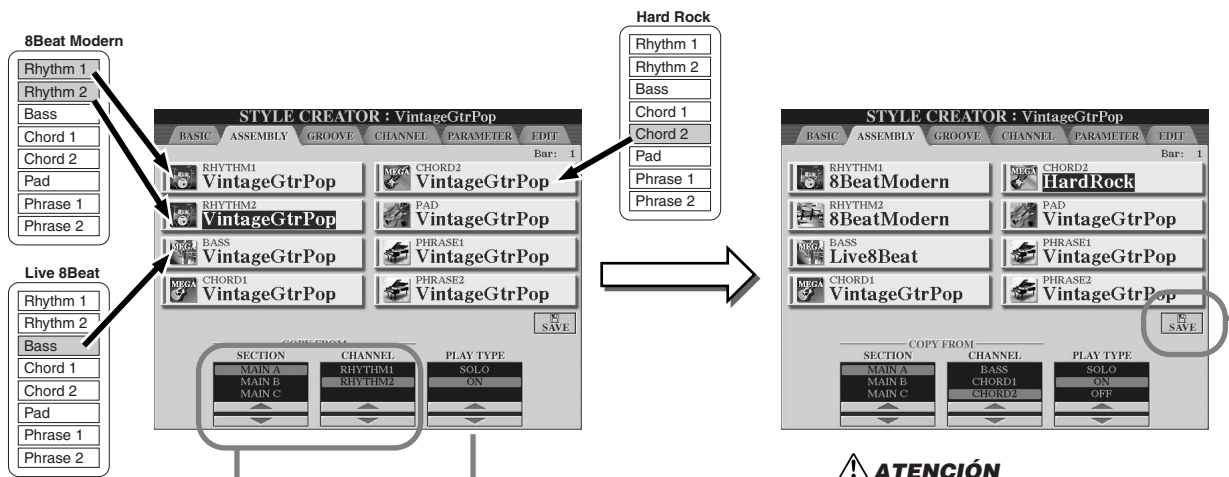 8Beat Modern
Rhythm 1
Rhythm 2
Bass
Chord 1
Chord 2
Pad
Phrase 1
Phrase 2
Live 8Beat
Rhythm 1
Rhythm 2
Bass
Chord 1
Chord 2
Pad
Phrase 1
Phrase 2
STYLE CREATOR : VintageGtrPop
BASIC ASSEMBLY GROOVE CHANNEL PARAMETER EDIT
Bar: 1
RHYTHM1
VintageGtrPop
RHYTHM2
VintageGtrPop
MEGA BASS
VintageGtrPop
MEGA CHORD1
VintageGtrPop
MEGA CHORD2
VintageGtrPop
PAD
VintageGtrPop
PHRASE1
VintageGtrPop
PHRASE2
VintageGtrPop
SAVE
COPY FROM
SECTION CHANNEL PLAY TYPE
MAIN A RHYTHM1 SOLO
MAIN B RHYTHM2 ON
MAIN C
Hard Rock
Rhythm 1
Rhythm 2
Bass
Chord 1
Chord 2
Pad
Phrase 1
Phrase 2
STYLE CREATOR : VintageGtrPop
BASIC ASSEMBLY GROOVE CHANNEL PARAMETER EDIT
Bar: 1
RHYTHM1
8BeatModern
RHYTHM2
8BeatModern
MEGA BASS
Live8Beat
MEGA CHORD1
VintageGtrPop
MEGA CHORD2
HardRock
PAD
VintageGtrPop
PHRASE1
VintageGtrPop
PHRASE2
VintageGtrPop
SAVE
COPY FROM
SECTION CHANNEL PLAY TYPE
MAIN A BASS SOLO
MAIN B CHORD1 ON
MAIN C CHORD2 OFF
ATENCIÓN